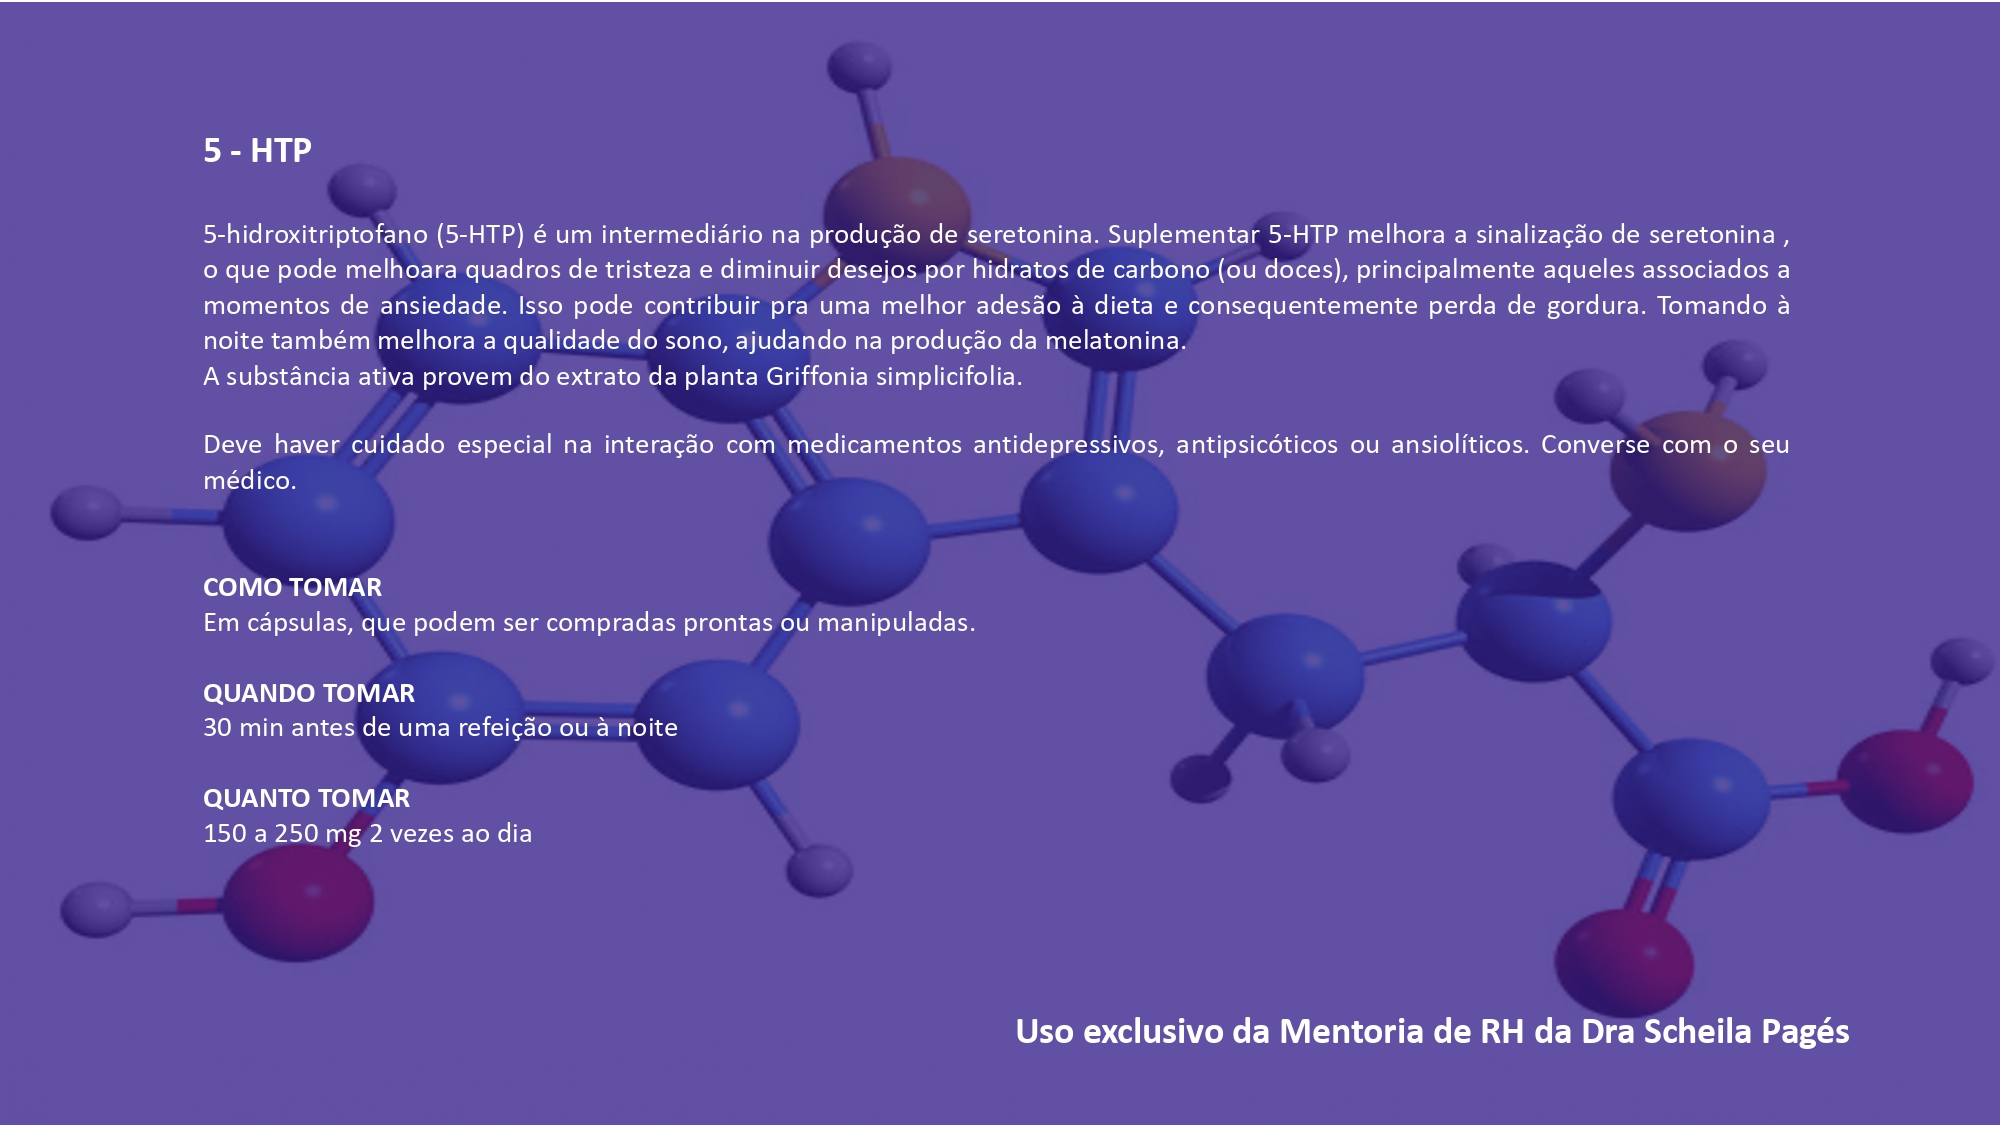 5 - HTP
5-hidroxitriptofano (5-HTP) é um intermediário na produção de seretonina. Suplementar 5-HTP melhora a sinalização de seretonina ,
o que pode melhoara quadros de tristeza e diminuir desejos por hidratos de carbono (ou doces), principalmente aqueles associados a
momentos de ansiedade. Isso pode contribuir pra uma melhor adesão à dieta e consequentemente perda de gordura. Tomando à
noite também melhora a qualidade do sono, ajudando na produção da melatonina.
A substância ativa provem do extrato da planta Griffonia simplicifolia.
Deve haver cuidado especial na interação com medicamentos antidepressivos, antipsicóticos ou ansiolíticos. Converse com o seu
médico.
COMO TOMAR
Em cápsulas, que podem ser compradas prontas ou manipuladas.
QUANDO TOMAR
30 min antes de uma refeição ou à noite
QUANTO TOMAR
150 a 250 mg 2 vezes ao dia
Uso exclusivo da Mentoria de RH da Dra Scheila Pagés